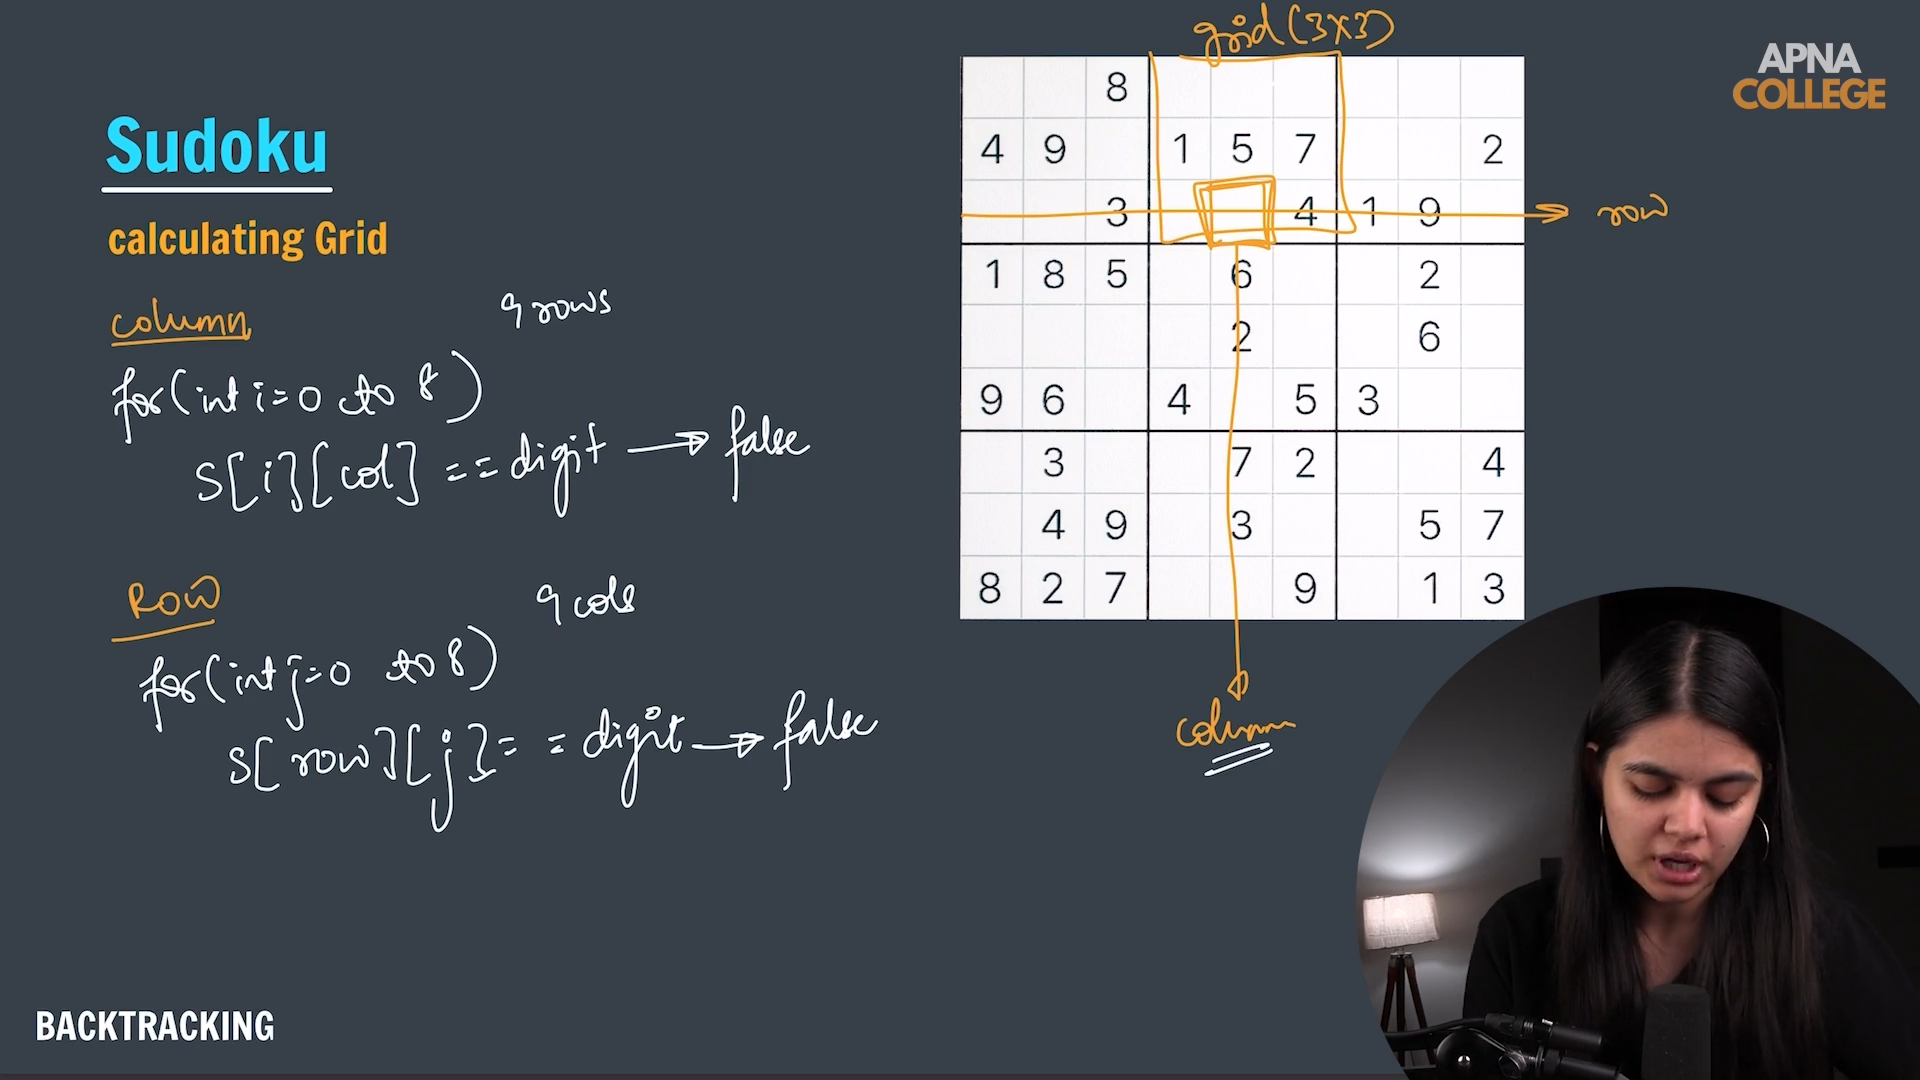 grid (3x3)
APNA
COLLEGE
Sudoku
calculating Grid
column
9 rows
for(int i=0 to 8)
s[i][col] == digit → false
Row
9 cols
for(int j=0 to 8)
s[row][j] == digit → false
8
4 9 1 5 7 2
3 4 1 9
row
1 8 5 6 2
2 6
9 6 4 5 3
3 7 2 4
4 9 3 5 7
8 2 7 9 1 3
column
BACKTRACKING